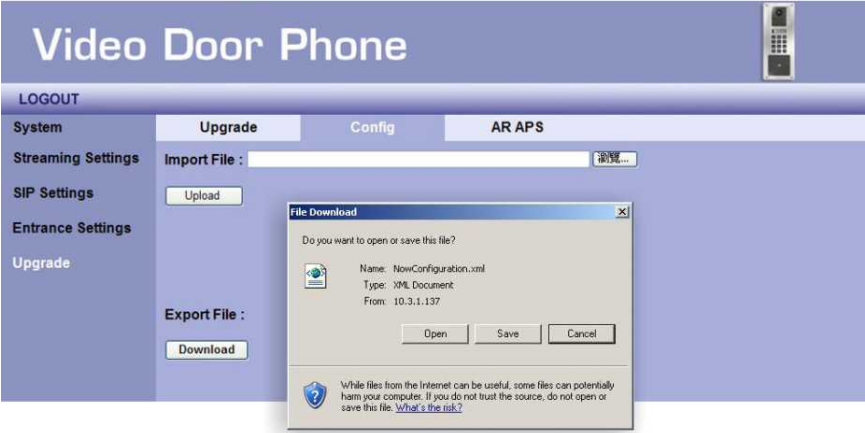 Video Door Phone
LOGOUT
System
Upgrade Config AR APS
Streaming Settings
Import File : 瀏覽...
SIP Settings
Upload
Entrance Settings
Upgrade
File Download
Do you want to open or save this file?
Name: NowConfiguration.xml
Type: XML Document
From: 10.3.1.137
Open Save Cancel
Export File :
Download
While files from the Internet can be useful, some files can potentially
harm your computer. If you do not trust the source, do not open or
save this file. What's the risk?